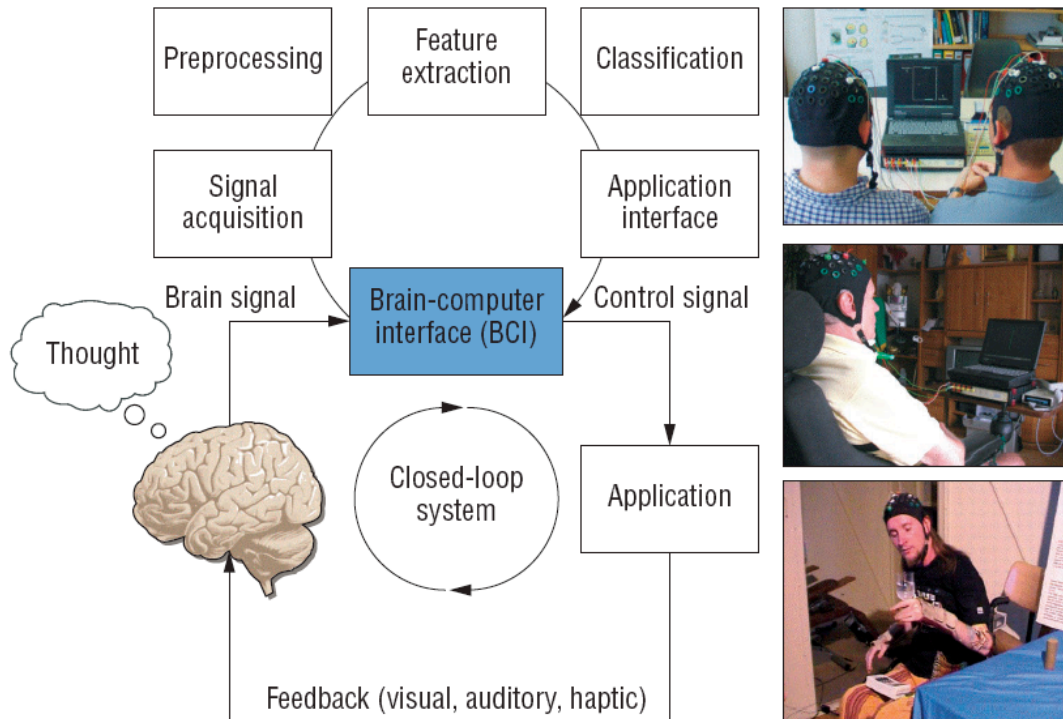 Preprocessing
Feature
extraction
Classification
Signal
acquisition
Application
interface
Brain signal
Brain-computer
interface (BCI)
Control signal
Thought
Closed-loop
system
Application
Feedback (visual, auditory, haptic)